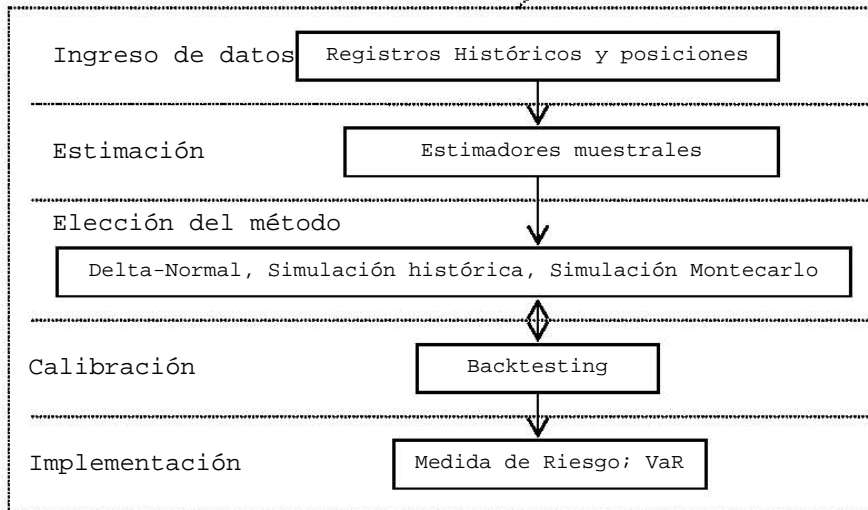 Ingreso de datos
Registros Históricos y posiciones
Estimación
Estimadores muestrales
Elección del método
Delta-Normal, Simulación histórica, Simulación Montecarlo
Calibración
Backtesting
Implementación
Medida de Riesgo; VaR